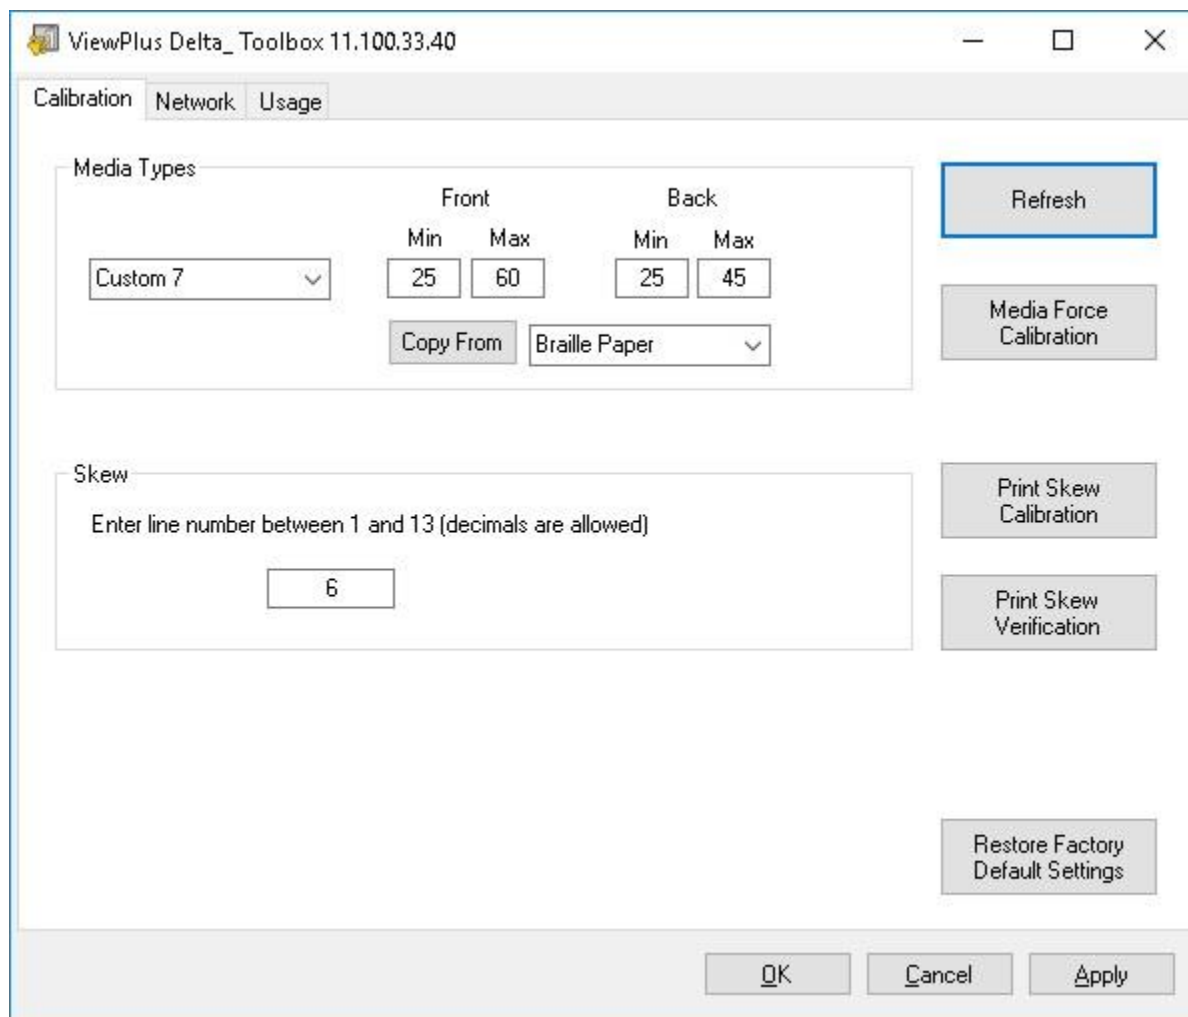 ViewPlus Delta_ Toolbox 11.100.33.40
Calibration Network Usage
Media Types
Front Back
Min Max Min Max
Custom 7 25 60 25 45
Copy From Braille Paper
Refresh
Media Force
Calibration
Skew
Enter line number between 1 and 13 (decimals are allowed)
6
Print Skew
Calibration
Print Skew
Verification
Restore Factory
Default Settings
OK Cancel Apply